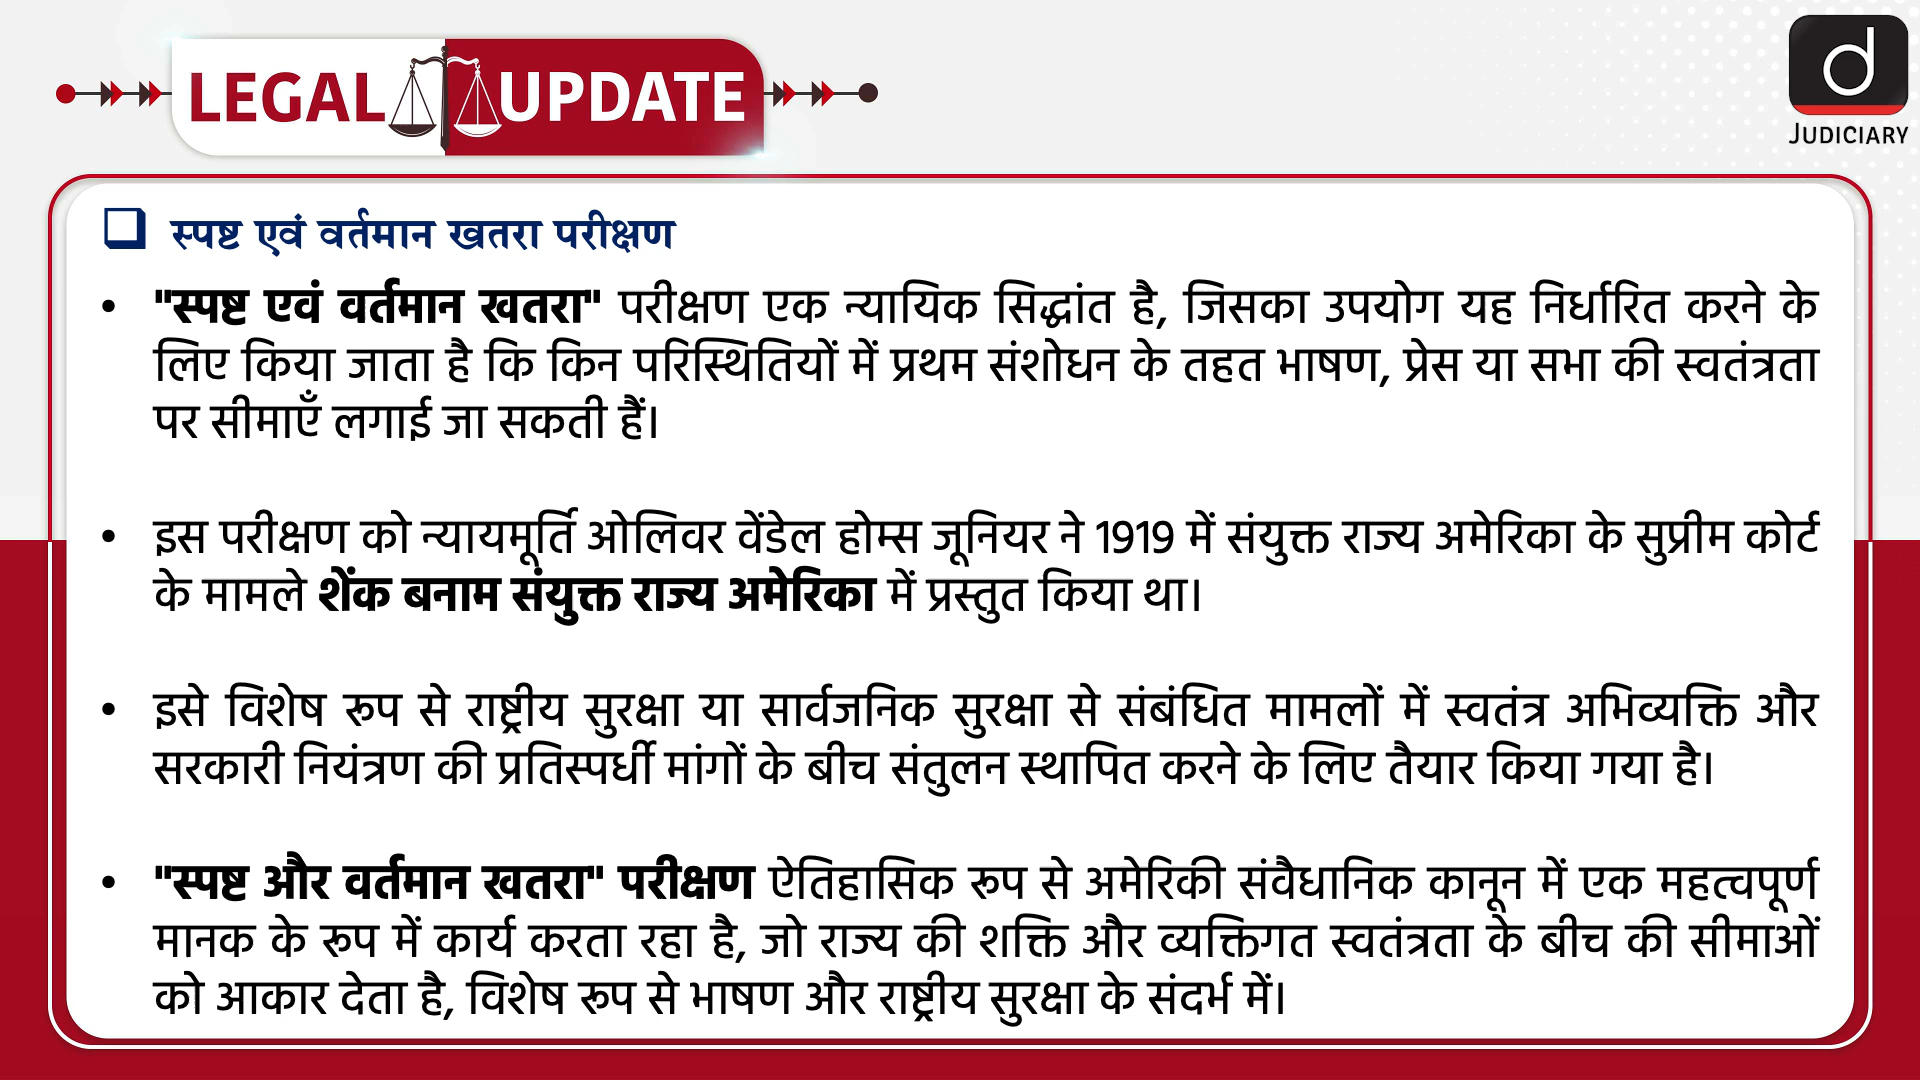 LEGAL UPDATE
d
JUDICIARY
स्पष्ट एवं वर्तमान खतरा परीक्षण
• "स्पष्ट एवं वर्तमान खतरा" परीक्षण एक न्यायिक सिद्धांत है, जिसका उपयोग यह निर्धारित करने के
लिए किया जाता है कि किन परिस्थितियों में प्रथम संशोधन के तहत भाषण, प्रेस या सभा की स्वतंत्रता
पर सीमाएँ लगाई जा सकती हैं।
• इस परीक्षण को न्यायमूर्ति ओलिवर वेंडेल होम्स जूनियर ने 1919 में संयुक्त राज्य अमेरिका के सुप्रीम कोर्ट
के मामले शेंक बनाम संयुक्त राज्य अमेरिका में प्रस्तुत किया था।
• इसे विशेष रूप से राष्ट्रीय सुरक्षा या सार्वजनिक सुरक्षा से संबंधित मामलों में स्वतंत्र अभिव्यक्ति और
सरकारी नियंत्रण की प्रतिस्पर्धी मांगों के बीच संतुलन स्थापित करने के लिए तैयार किया गया है।
• "स्पष्ट और वर्तमान खतरा" परीक्षण ऐतिहासिक रूप से अमेरिकी संवैधानिक कानून में एक महत्वपूर्ण
मानक के रूप में कार्य करता रहा है, जो राज्य की शक्ति और व्यक्तिगत स्वतंत्रता के बीच की सीमाओं
को आकार देता है, विशेष रूप से भाषण और राष्ट्रीय सुरक्षा के संदर्भ में।